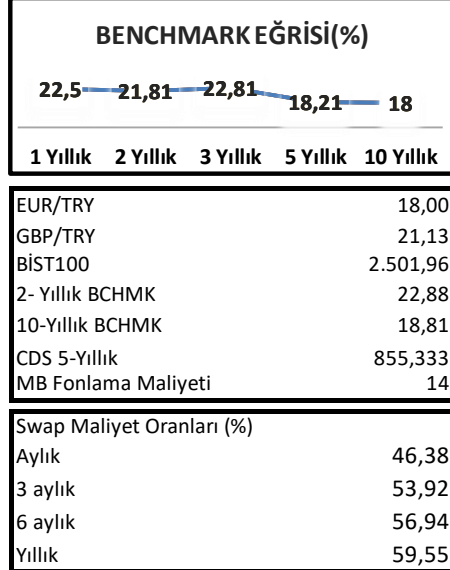 BENCHMARK EĞRİSİ(%)
22,5 21,81 22,81 18,21 18
1 Yıllık 2 Yıllık 3 Yıllık 5 Yıllık 10 Yıllık
EUR/TRY 18,00
GBP/TRY 21,13
BİST100 2.501,96
2- Yıllık BCHMK 22,88
10-Yıllık BCHMK 18,81
CDS 5-Yıllık 855,333
MB Fonlama Maliyeti 14
Swap Maliyet Oranları (%)
Aylık 46,38
3 aylık 53,92
6 aylık 56,94
Yıllık 59,55